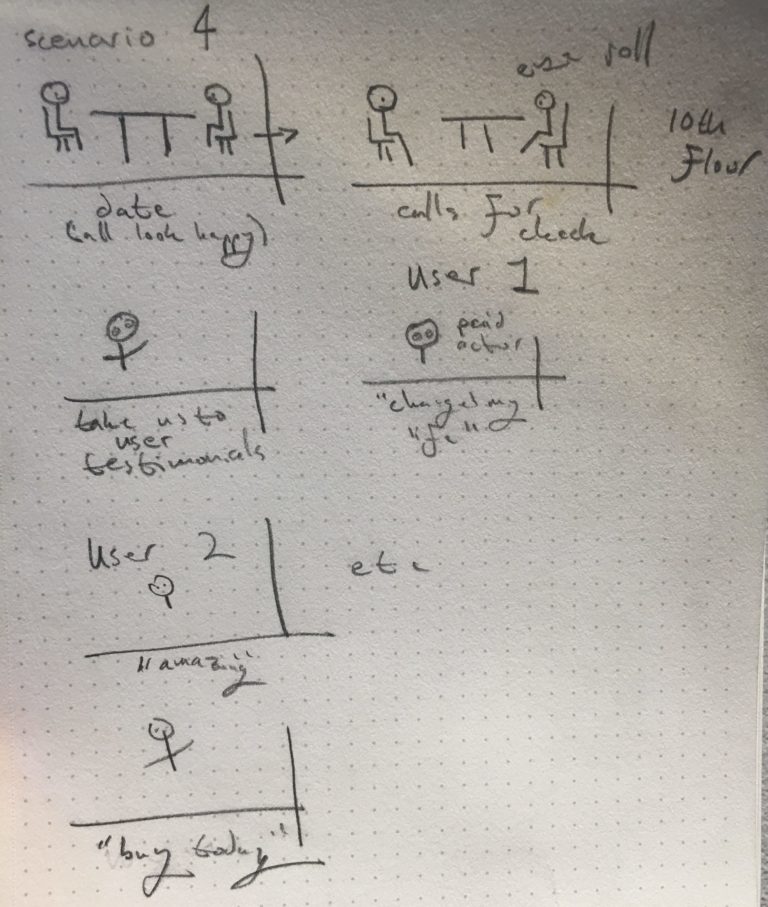 scenario 4
eye roll
10th
floor
date
(all look happy)
calls for
check
user 1
paid
actor
take us to
user
testimonials
"changed my
user 2
etc
"amazing"
"buy today"